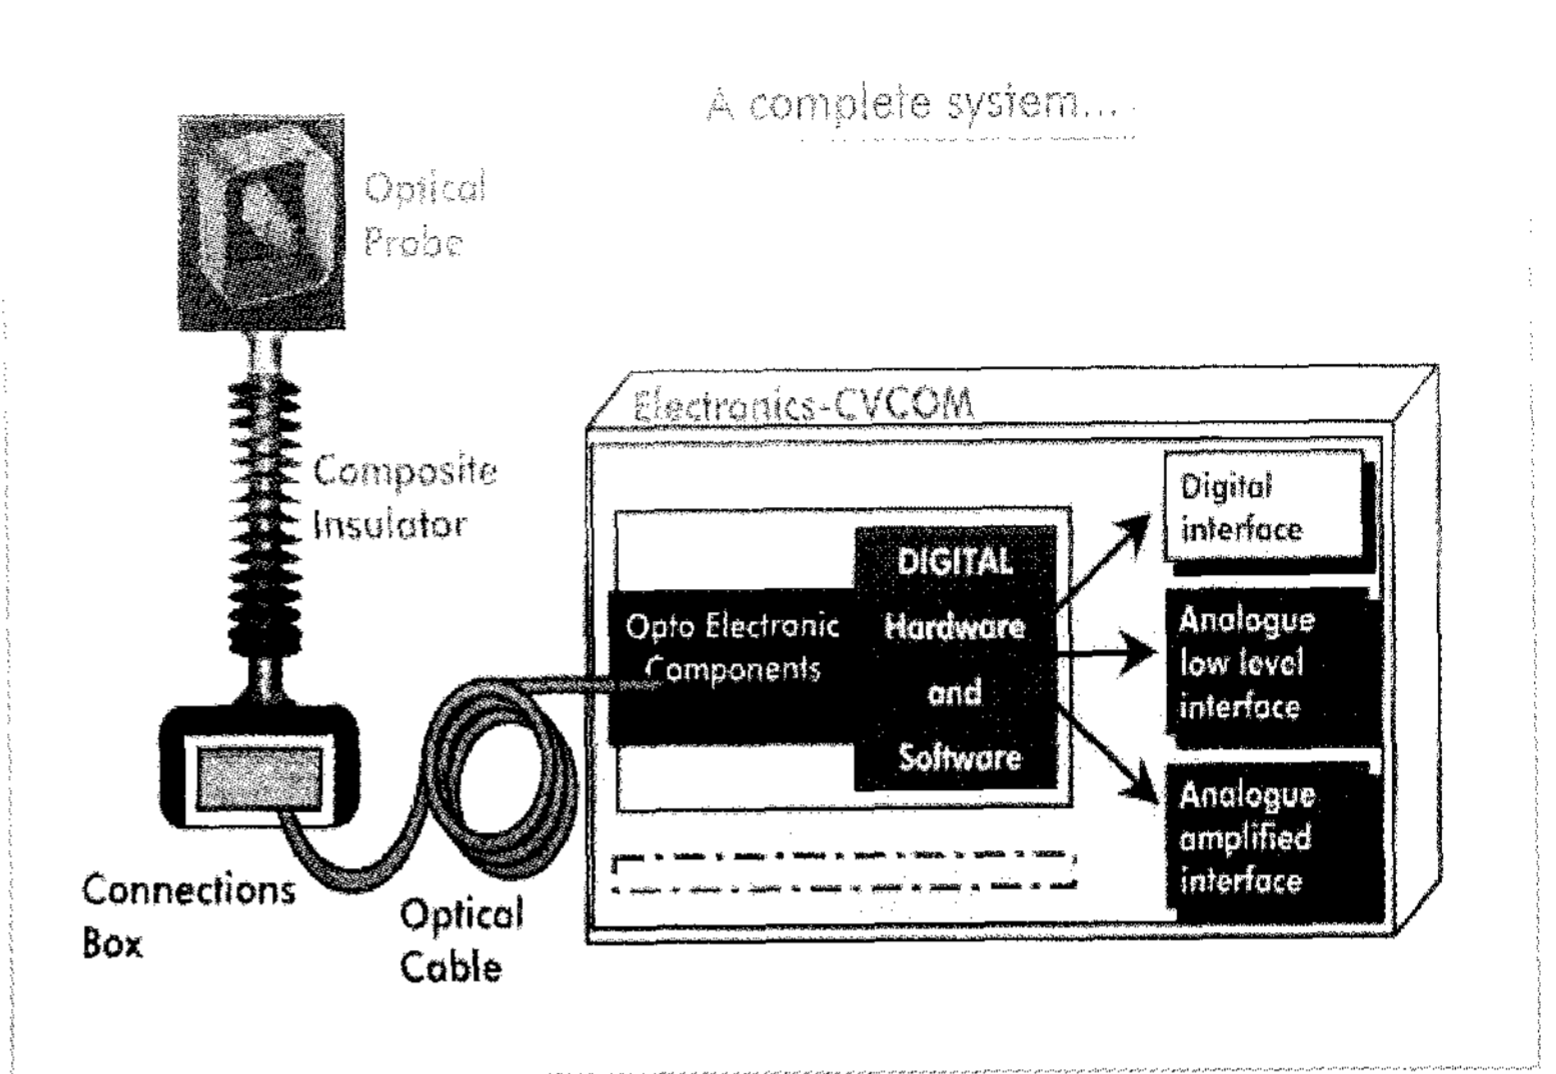 A complete system...
Optical
Probe
Composite
Insulator
Connections
Box
Optical
Cable
Electronics-CVCOM
Opto Electronic
Components
DIGITAL
Hardware
and
Software
Digital
interface
Analogue
low level
interface
Analogue
amplified
interface